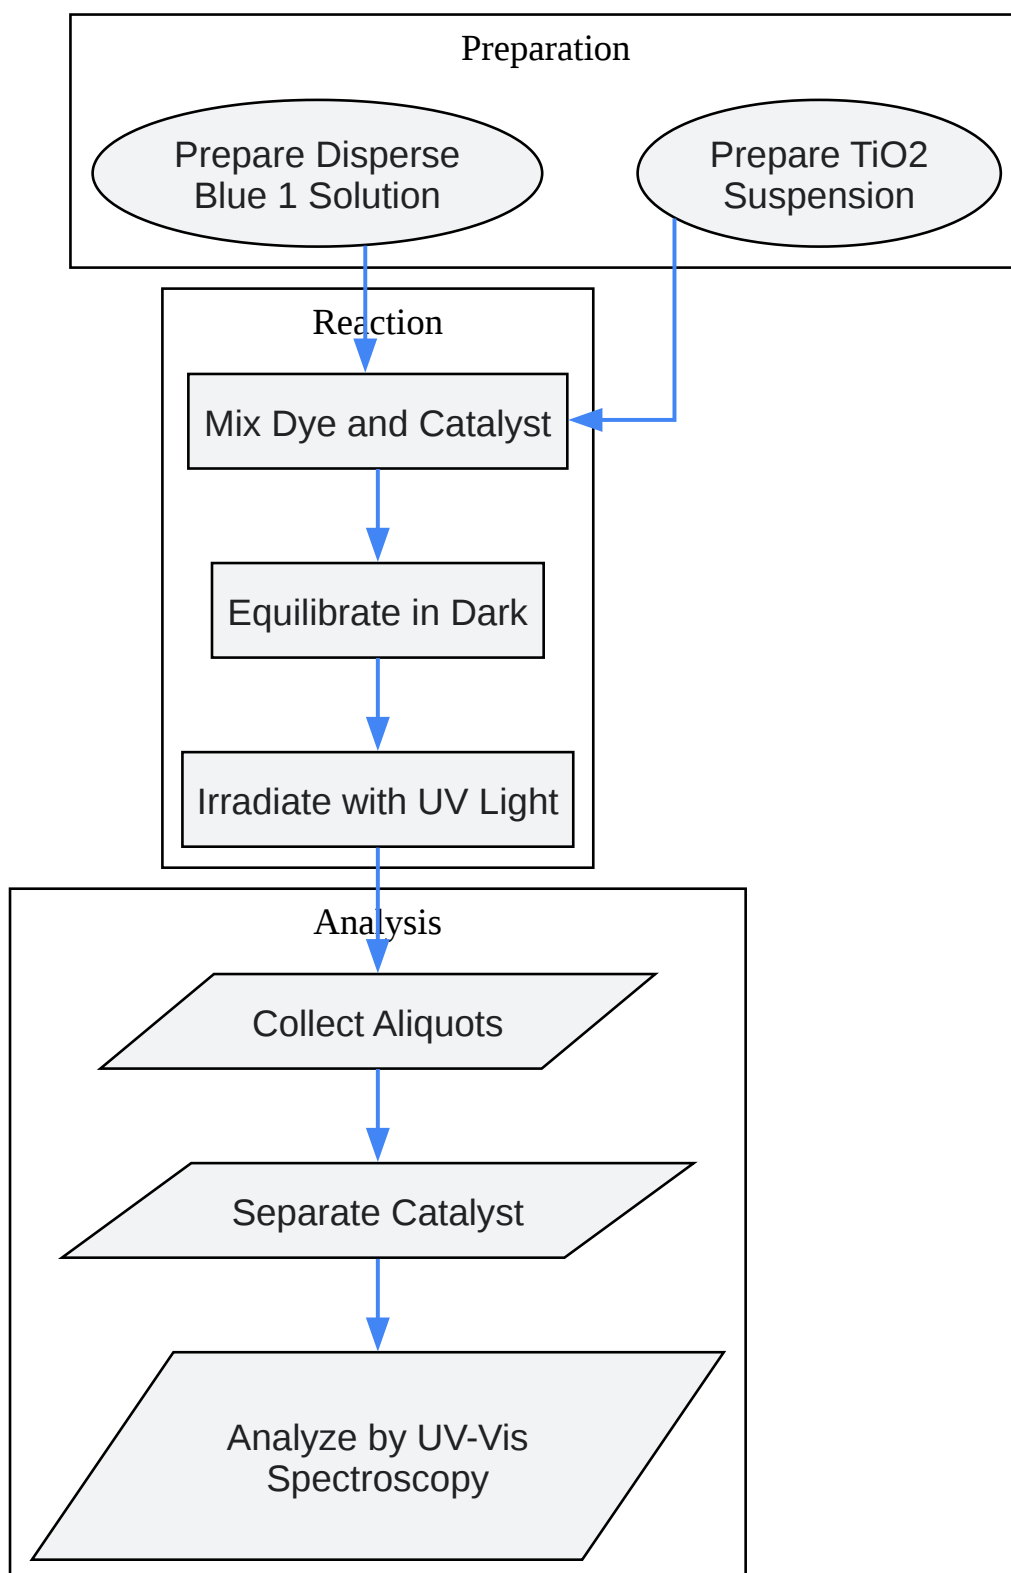 Preparation
Prepare Disperse
Blue 1 Solution
Prepare TiO2
Suspension
Reaction
Mix Dye and Catalyst
Equilibrate in Dark
Irradiate with UV Light
Analysis
Collect Aliquots
Separate Catalyst
Analyze by UV-Vis
Spectroscopy